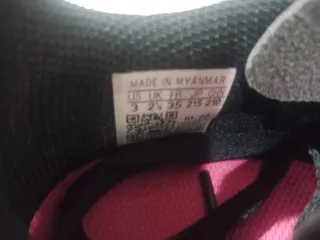 MADE IN MYANMAR
US UK FR JP CHN
3 2½ 35 215 210